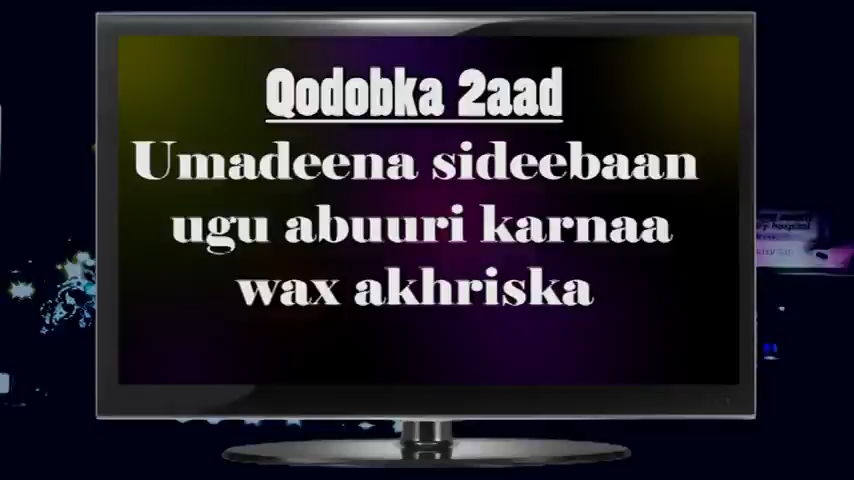 Qodobka 2aad
Umadeena sideebaan
ugu abuuri karnaa
wax akhriska